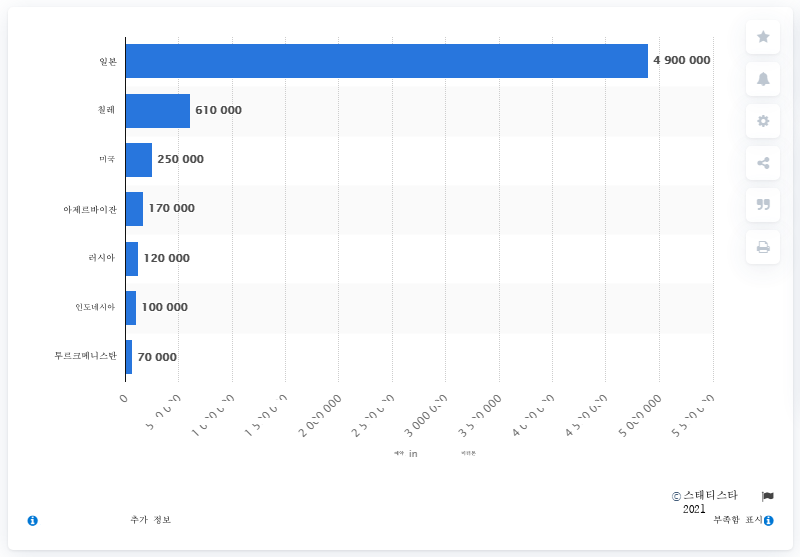 일본
4 900 000
칠레
610 000
미국
250 000
아제르바이잔
170 000
러시아
120 000
인도네시아
100 000
투르크메니스탄
70 000
0
1 000 000
2 000 000
3 000 000
5 000 000
예약 in
© 스태티스타
2021
추가 정보
부족함 표시